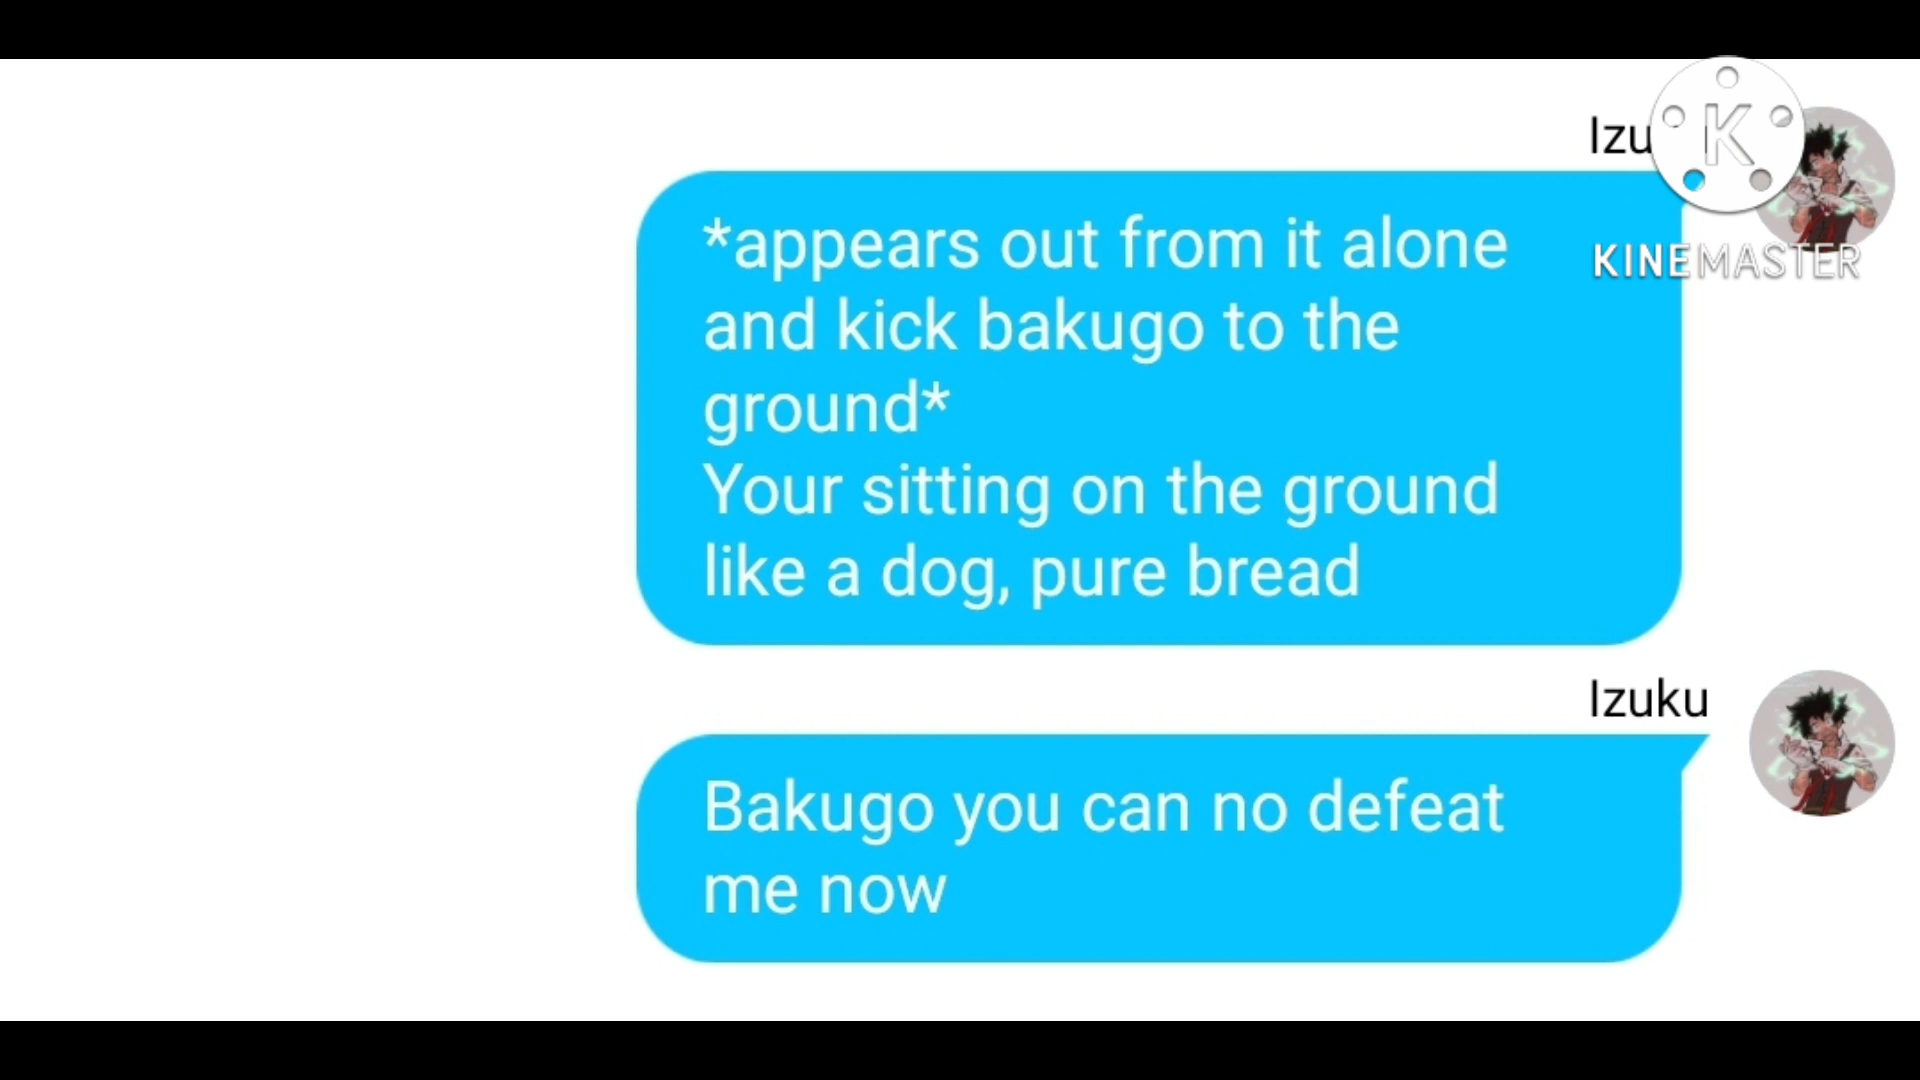 Izu
K
KINEMASTER
*appears out from it alone
and kick bakugo to the
ground*
Your sitting on the ground
like a dog, pure bread
Izuku
Bakugo you can no defeat
me now